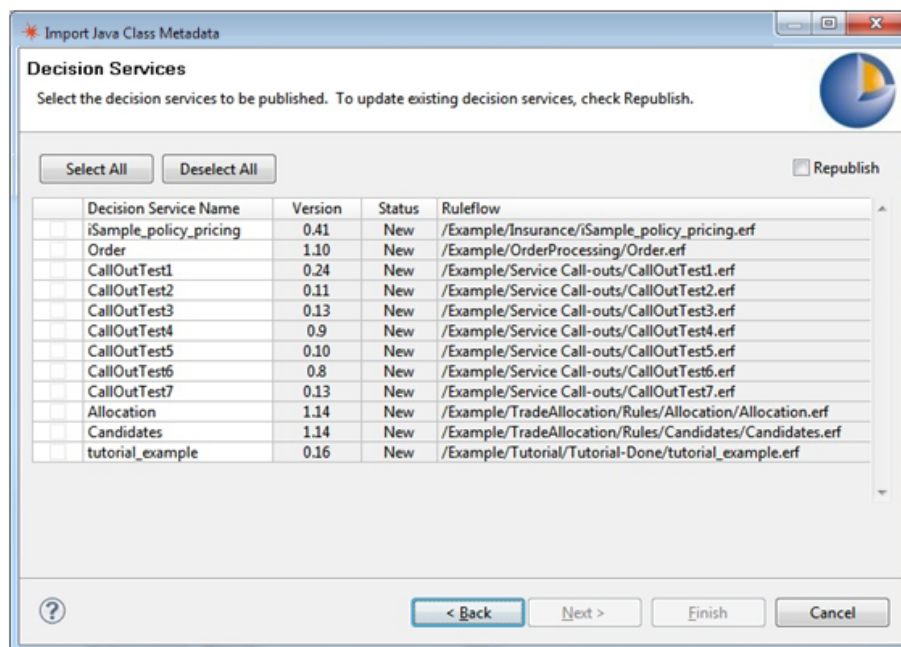 Import Java Class Metadata
Decision Services
Select the decision services to be published. To update existing decision services, check Republish.
Select All Deselect All Republish
Decision Service Name Version Status Ruleflow
iSample_policy_pricing 0.41 New /Example/Insurance/iSample_policy_pricing.erf
Order 1.10 New /Example/OrderProcessing/Order.erf
CallOutTest1 0.24 New /Example/Service Call-outs/CallOutTest1.erf
CallOutTest2 0.11 New /Example/Service Call-outs/CallOutTest2.erf
CallOutTest3 0.13 New /Example/Service Call-outs/CallOutTest3.erf
CallOutTest4 0.9 New /Example/Service Call-outs/CallOutTest4.erf
CallOutTest5 0.10 New /Example/Service Call-outs/CallOutTest5.erf
CallOutTest6 0.8 New /Example/Service Call-outs/CallOutTest6.erf
CallOutTest7 0.13 New /Example/Service Call-outs/CallOutTest7.erf
Allocation 1.14 New /Example/TradeAllocation/Rules/Allocation/Allocation.erf
Candidates 1.14 New /Example/TradeAllocation/Rules/Candidates/Candidates.erf
tutorial_example 0.16 New /Example/Tutorial/Tutorial-Done/tutorial_example.erf
? < Back Next > Finish Cancel